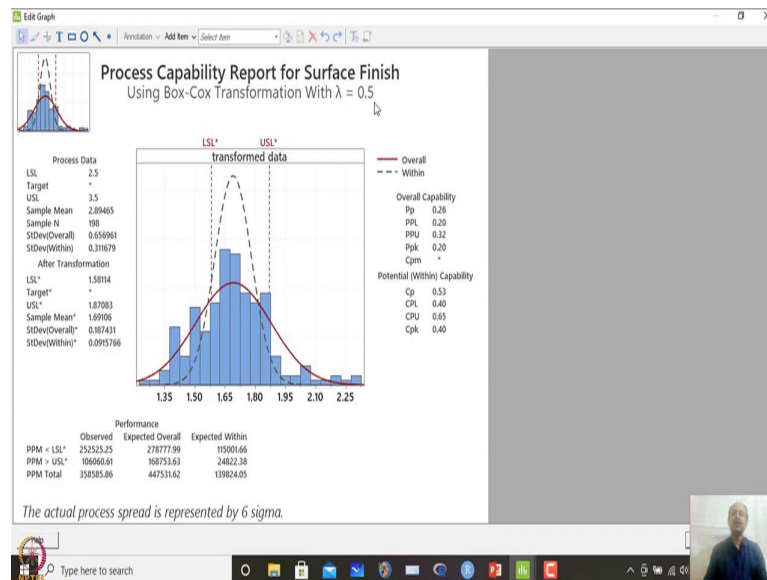 Edit Graph
Annotation Add Item Select Item
Process Capability Report for Surface Finish
Using Box-Cox Transformation With λ = 0.5
LSL* USL*
transformed data
Process Data
LSL 2.5
Target *
USL 3.5
Sample Mean 2.89465
Sample N 198
StDev(Overall) 0.656961
StDev(Within) 0.311679
After Transformation
LSL* 1.58114
Target* *
USL* 1.87083
Sample Mean* 1.69106
StDev(Overall)* 0.187431
StDev(Within)* 0.0915766
Overall
Within
Overall Capability
Pp 0.26
PPL 0.20
PPU 0.32
Ppk 0.20
Cpm *
Potential (Within) Capability
Cp 0.53
CPL 0.40
CPU 0.65
Cpk 0.40
1.35 1.50 1.65 1.80 1.95 2.10 2.25
Performance
Observed Expected Overall Expected Within
PPM < LSL* 252525.25 278777.99 115001.66
PPM > USL* 106060.61 168753.63 24822.38
PPM Total 358585.86 447531.62 139824.05
The actual process spread is represented by 6 sigma.
Help
NPTEL
Type here to search